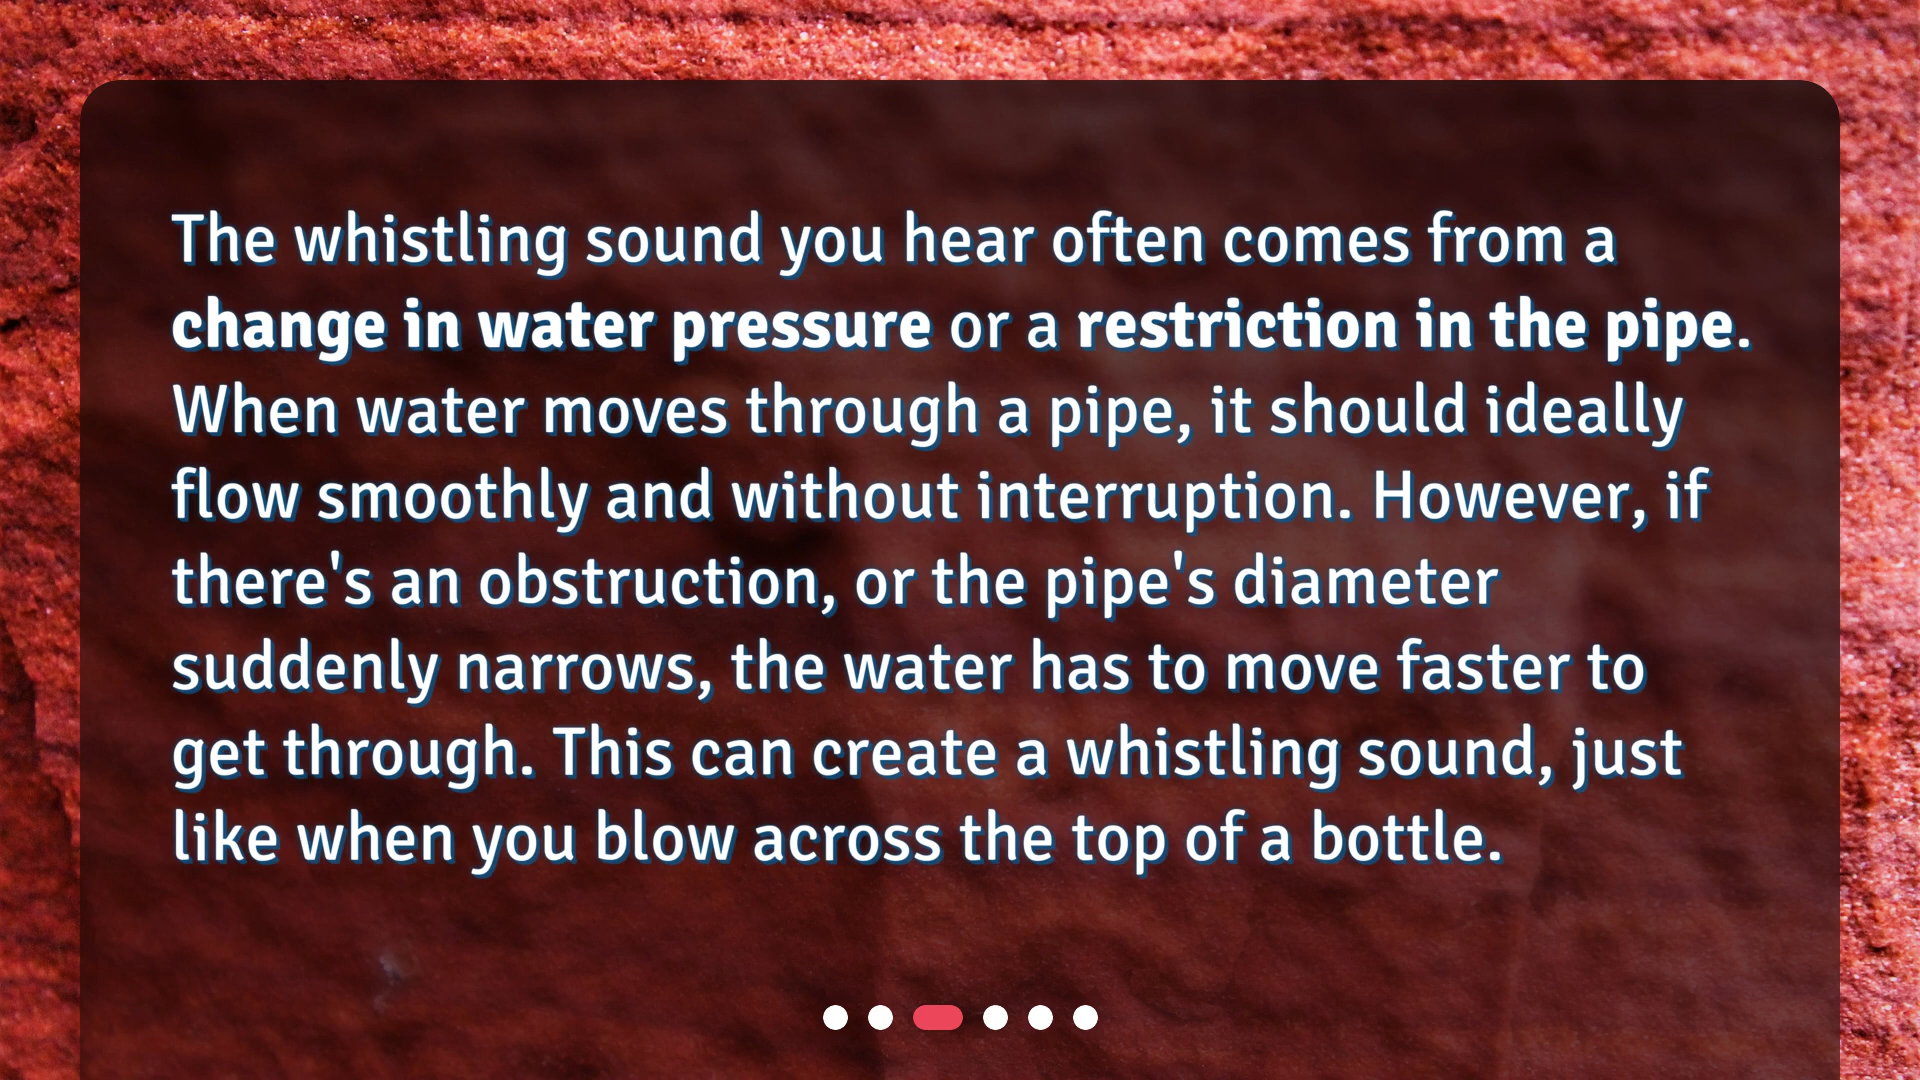 The whistling sound you hear often comes from a
change in water pressure or a restriction in the pipe.
When water moves through a pipe, it should ideally
flow smoothly and without interruption. However, if
there's an obstruction, or the pipe's diameter
suddenly narrows, the water has to move faster to
get through. This can create a whistling sound, just
like when you blow across the top of a bottle.